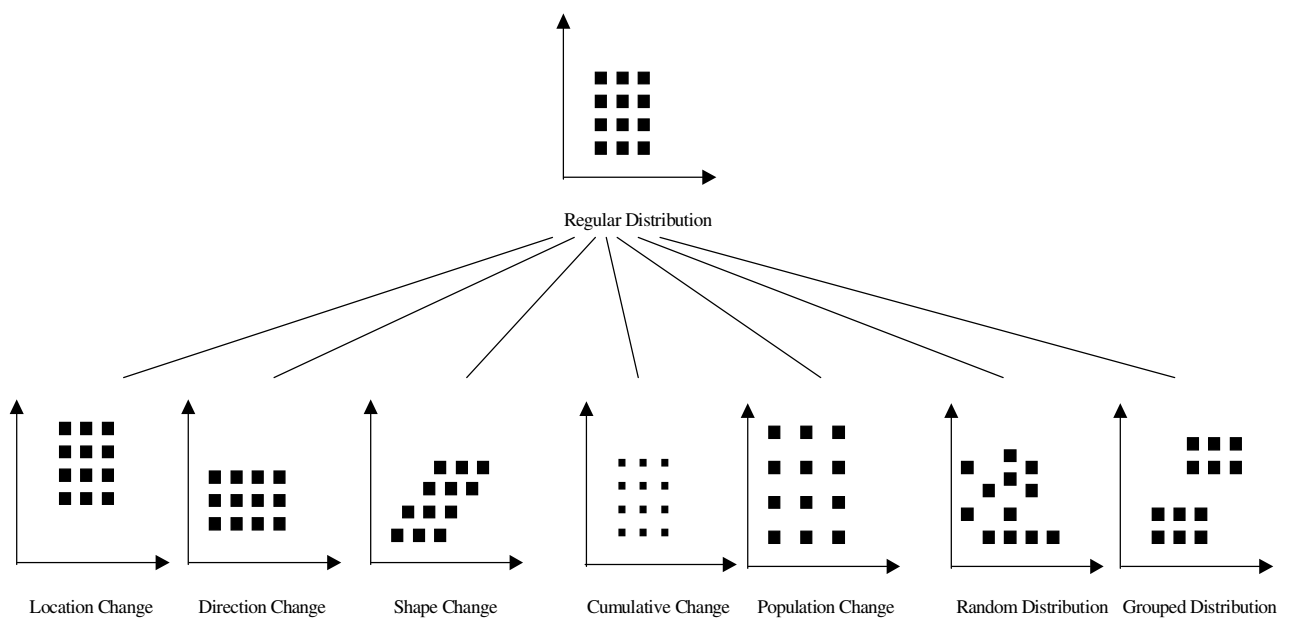 Regular Distribution
Location Change
Direction Change
Shape Change
Cumulative Change
Population Change
Random Distribution
Grouped Distribution